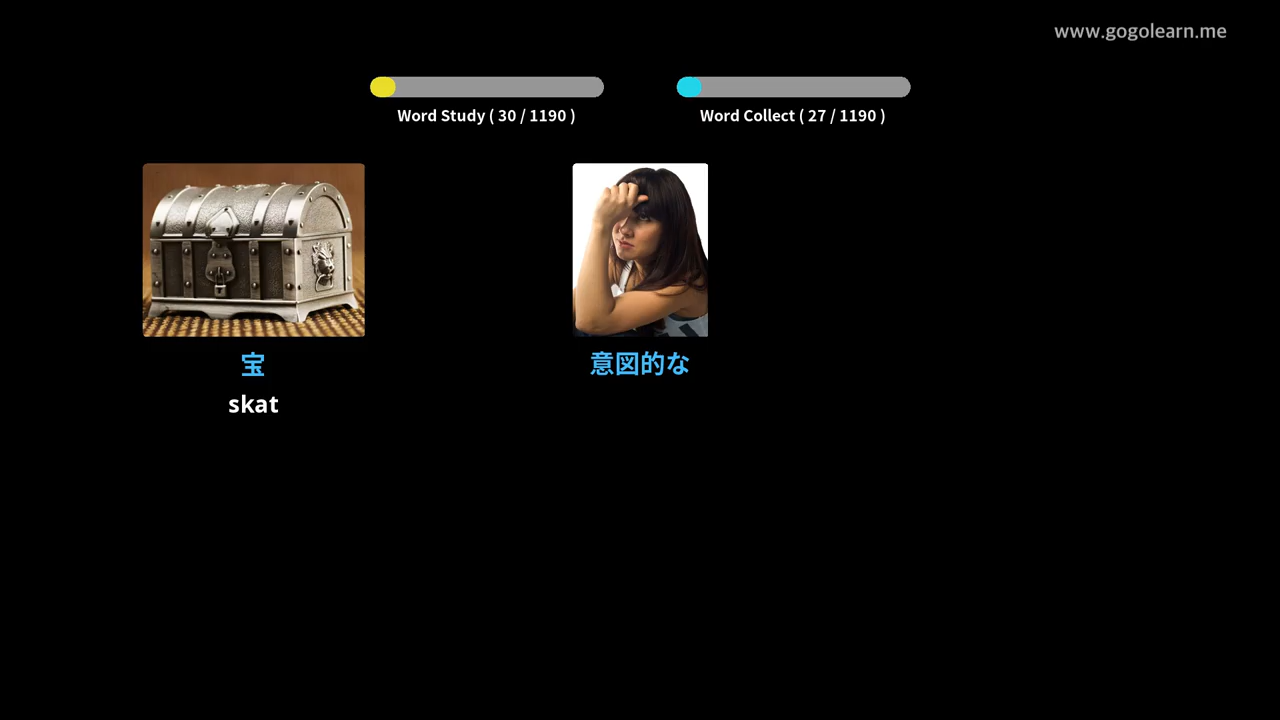 www.gogolearn.me
Word Study ( 30 / 1190 )
Word Collect ( 27 / 1190 )
宝
skat
意図的な